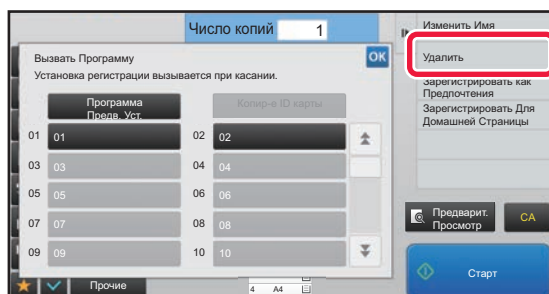 Число копий 1
Изменить Имя
Удалить
Зарегистрировать как
Предпочтения
Зарегистрировать Для
Домашней Страницы
Вызвать Программу
OK
Установка регистрации вызывается при касании.
Программа
Предв. Уст.
Копир-е ID карты
01 01
02 02
03 03
04 04
05 05
06 06
07 07
08 08
09 09
10 10
Предварит.
Просмотр
CA
Старт
Прочие
4 A4